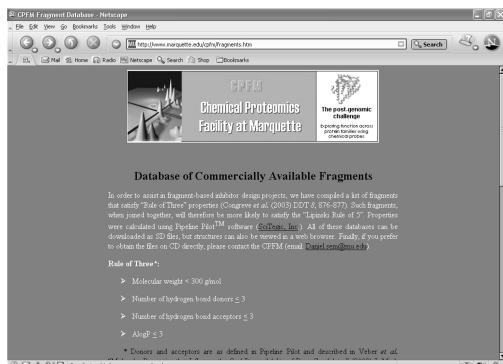 CPFM Fragment Database - Netscape
File Edit View Go Bookmarks Tools Window Help
http://www.marquette.edu/cpfm/fragments.htm Search
Mail Home Radio Netscape Search Shop Bookmarks
CPFM
Chemical Proteomics
Facility at Marquette
The post-genomic
challenge
Exploring function across
protein families using
chemical probes
Database of Commercially Available Fragments
In order to assist in fragment-based inhibitor design projects, we have compiled a list of fragments
that satisfy "Rule of Three" properties (Congreve et al. (2003) DDT 8, 876-877). Such fragments,
when joined together, will therefore be more likely to satisfy the "Lipinski Rule of 5". Properties
were calculated using Pipeline Pilot™ software (SciTegic, Inc.). All of these databases can be
downloaded as SD files, but structures can also be viewed in a web browser. Finally, if you prefer
to obtain the files on CD directly, please contact the CPFM (email: Daniel.sem@mu.edu).
Rule of Three*:
➢ Molecular weight < 300 g/mol
➢ Number of hydrogen bond donors ≤ 3
➢ Number of hydrogen bond acceptors ≤ 3
➢ AlogP ≤ 3
* Donors and acceptors are as defined in Pipeline Pilot and described in Veber et al.